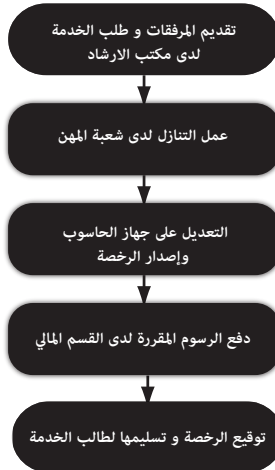 تقديم المرفقات و طلب الخدمة
لدى مكتب الارشاد
عمل التنازل لدى شعبة المهن
التعديل على جهاز الحاسوب
وإصدار الرخصة
دفع الرسوم المقررة لدى القسم المالي
توقيع الرخصة و تسليمها لطالب الخدمة